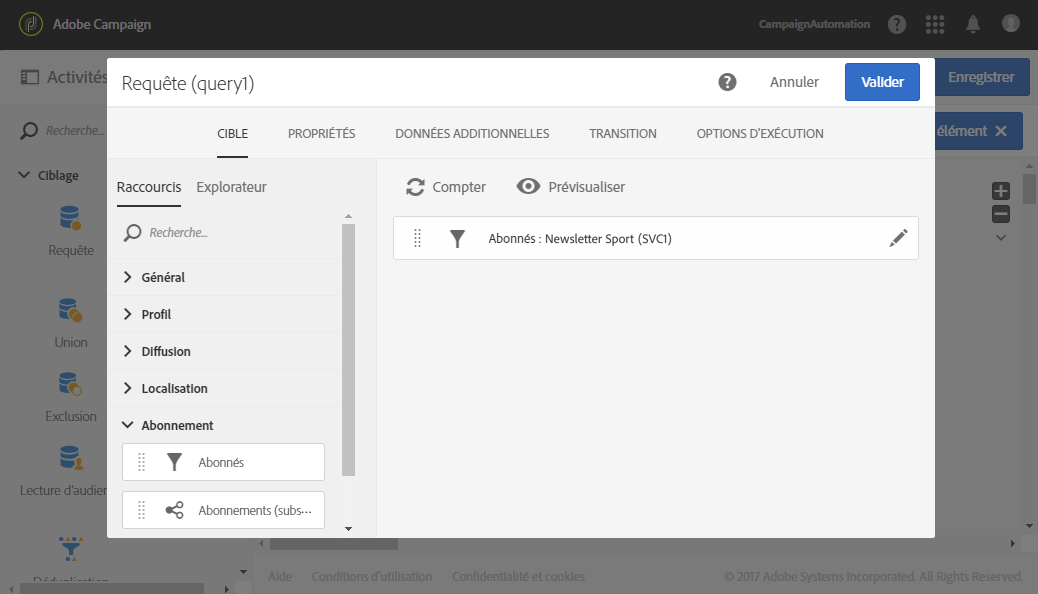 Adobe Campaign
CampaignAutomation
Activités
Enregistrer
Recherche...
élément
Ciblage
Requête
Union
Exclusion
Lecture d'audien
Requête (query1)
Annuler
Valider
CIBLE
PROPRIÉTÉS
DONNÉES ADDITIONNELLES
TRANSITION
OPTIONS D'EXÉCUTION
Raccourcis
Explorateur
Recherche...
Général
Profil
Diffusion
Localisation
Abonnement
Abonnés
Abonnements (subs···
Compter
Prévisualiser
Abonnés : Newsletter Sport (SVC1)
Aide
Conditions d'utilisation
Confidentialité et cookies
© 2017 Adobe Systems Incorporated. All Rights Reserved.